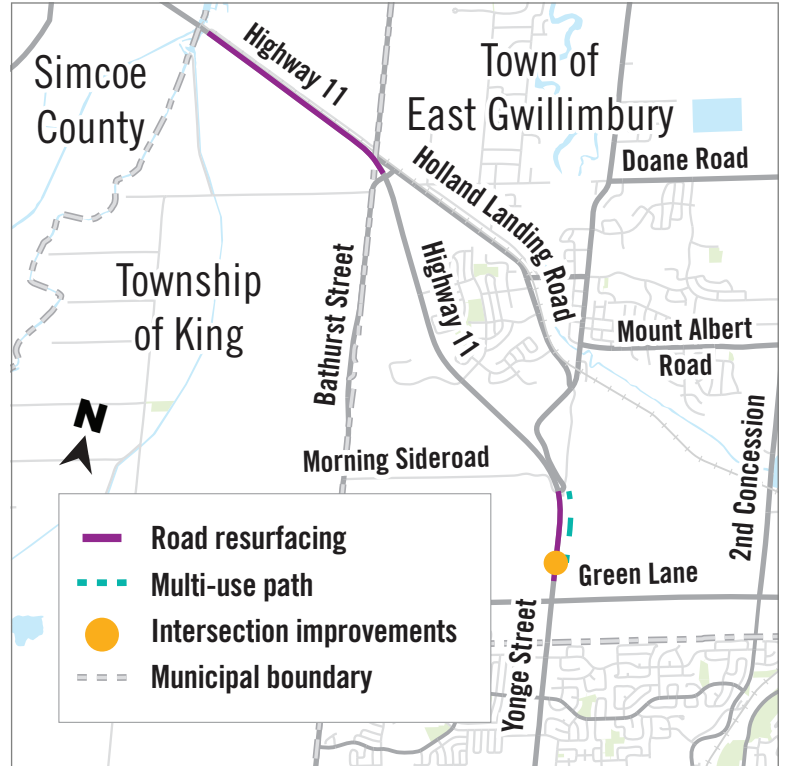 Highway 11
Simcoe
County
Town of
East Gwillimbury
Doane Road
Holland Landing Road
Township
of King
Bathurst Street
Highway 11
Mount Albert
Road
N
Morning Sideroad
2nd Concession
Road resurfacing
Multi-use path
Green Lane
Intersection improvements
Municipal boundary
Yonge Street